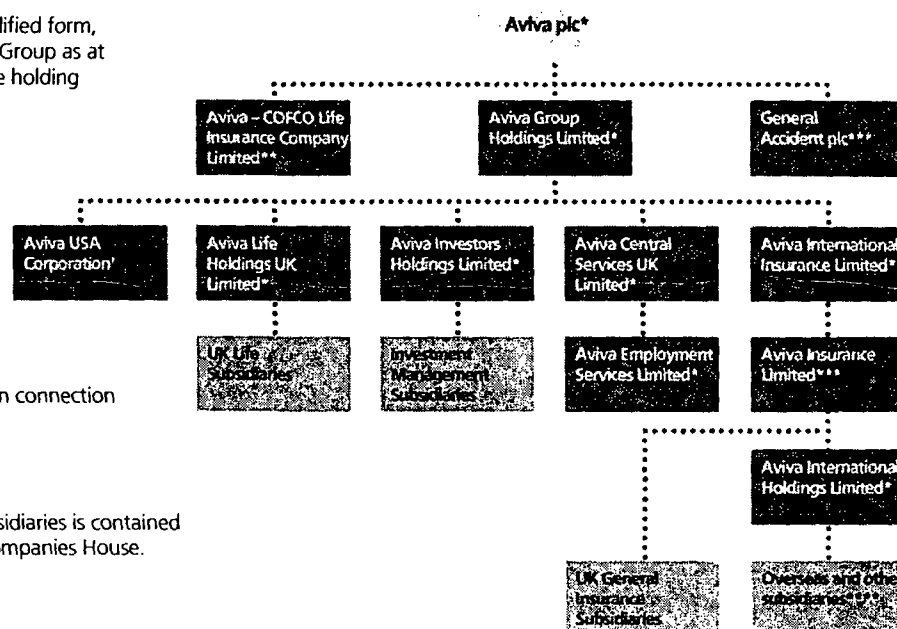 lified form,
Group as at
e holding
n connection
sidiaries is contained
ompanies House.
Aviva plc*
Aviva – COFCO Life
Insurance Company
Limited**
Aviva Group
Holdings Limited*
General
Accident plc***
Aviva USA
Corporation'
Aviva Life
Holdings UK
Limited*
Aviva Investors
Holdings Limited*
Aviva Central
Services UK
Limited*
Aviva International
Insurance Limited*
UK Life
Subsidiaries
Investment
Management
Subsidiaries
Aviva Employment
Services Limited*
Aviva Insurance
Limited***
Aviva International
Holdings Limited*
UK General
Insurance
Subsidiaries
Overseas and other
subsidiaries****